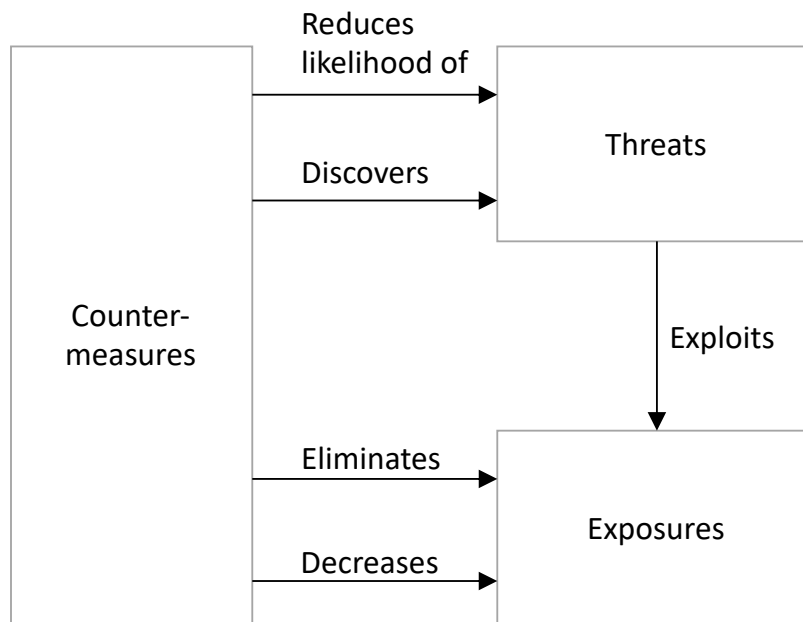 Reduces
likelihood of
Threats
Discovers
Counter-
measures
Exploits
Eliminates
Exposures
Decreases